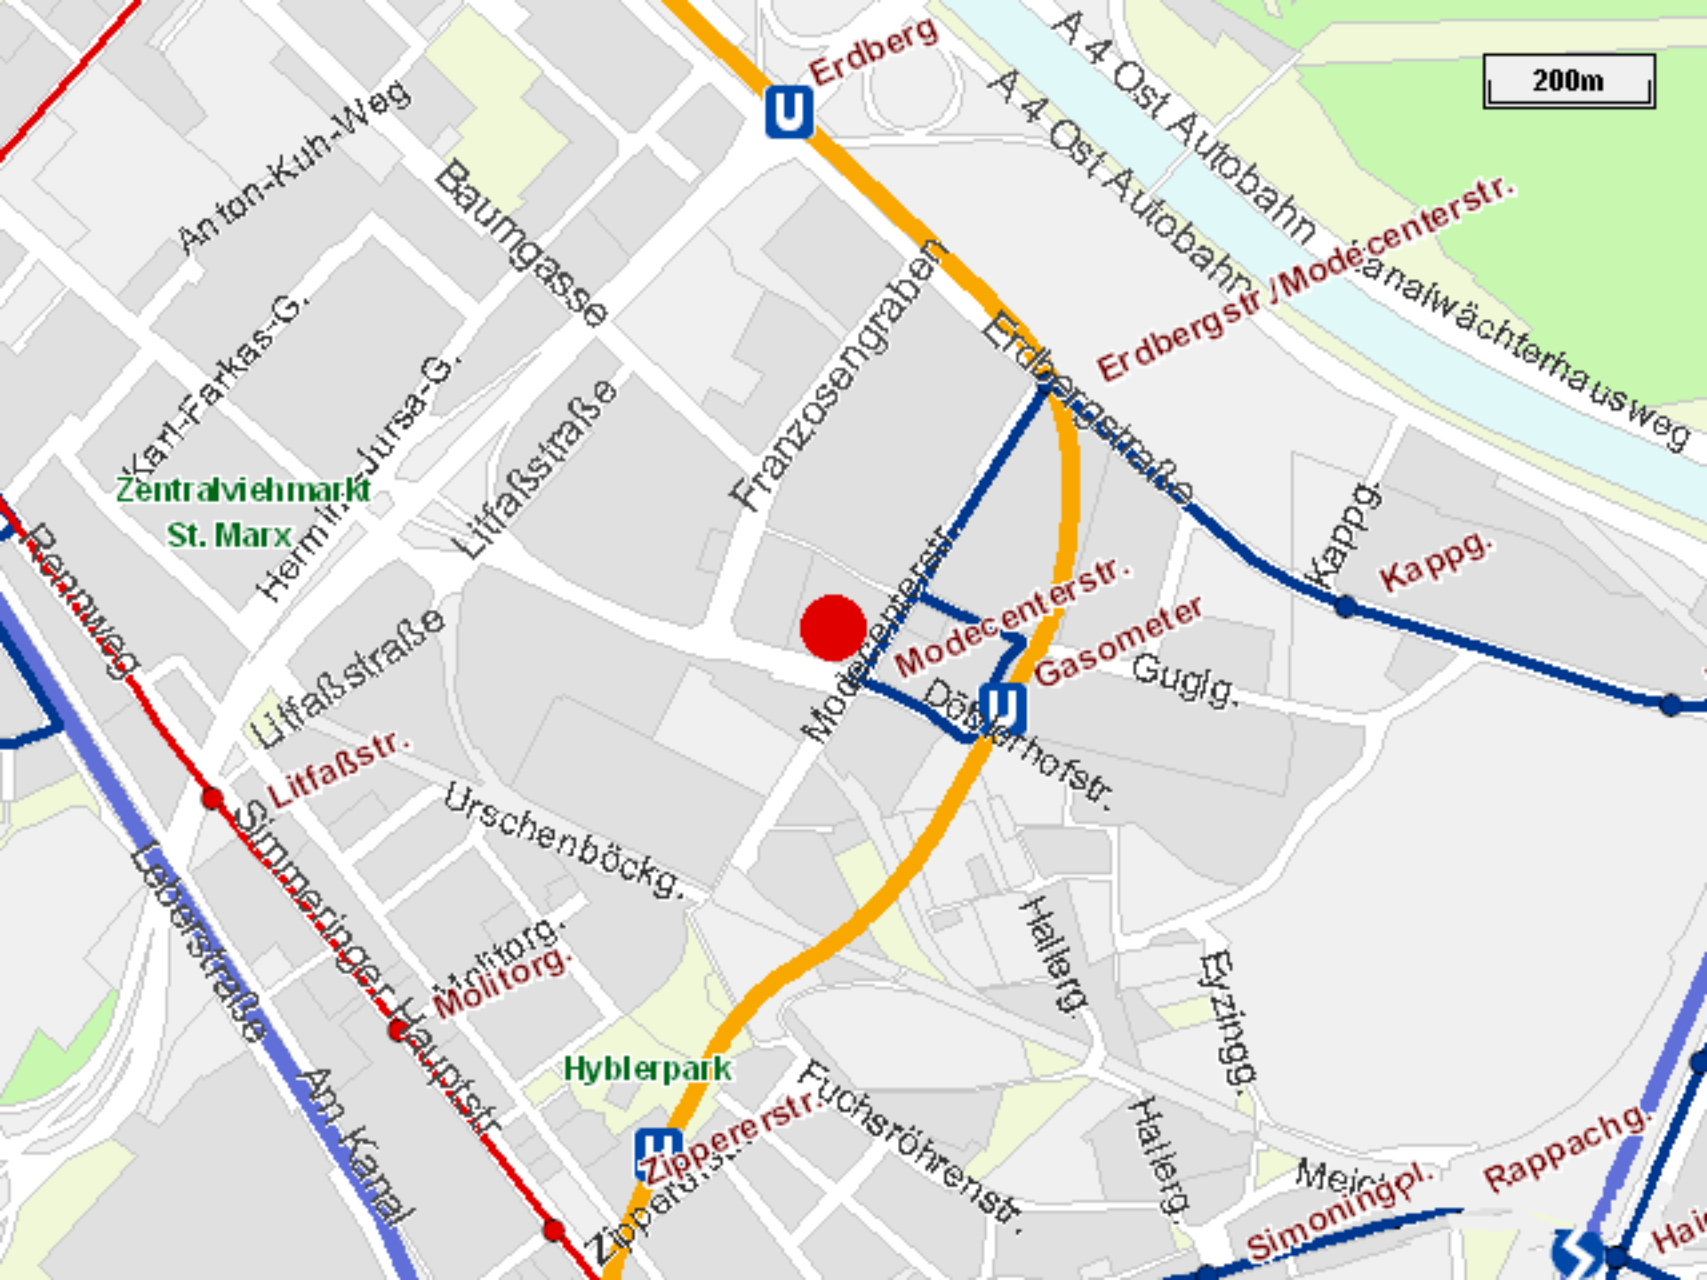 Erdberg
U
A 4 Ost Autobahn
A 4 Ost Autobahn
200m
Anton-Kuh-Weg
Baumgasse
Erdbergstr./Modecenterstr.
Franzosengraben
Erdbergstraße
Karl-Farkas-G.
Litfaßstraße
Zentralviehmarkt
St. Marx
Kappg.
Kappg.
Rennweg
Modecenterstr.
Modecenterstr.
Gasometer
Guglg.
U
Litfaßstraße
Litfaßstr.
Urschenböckg.
Simmeringer Hauptstr.
Leberstraße
Molitorg.
Molitorg.
Hallerg.
Eyzingg.
Hyblerpark
Fuchsröhrenstr.
Am Kanal
U
Zippererstr.
Hallerg.
Simoningpl.
Rappachg.